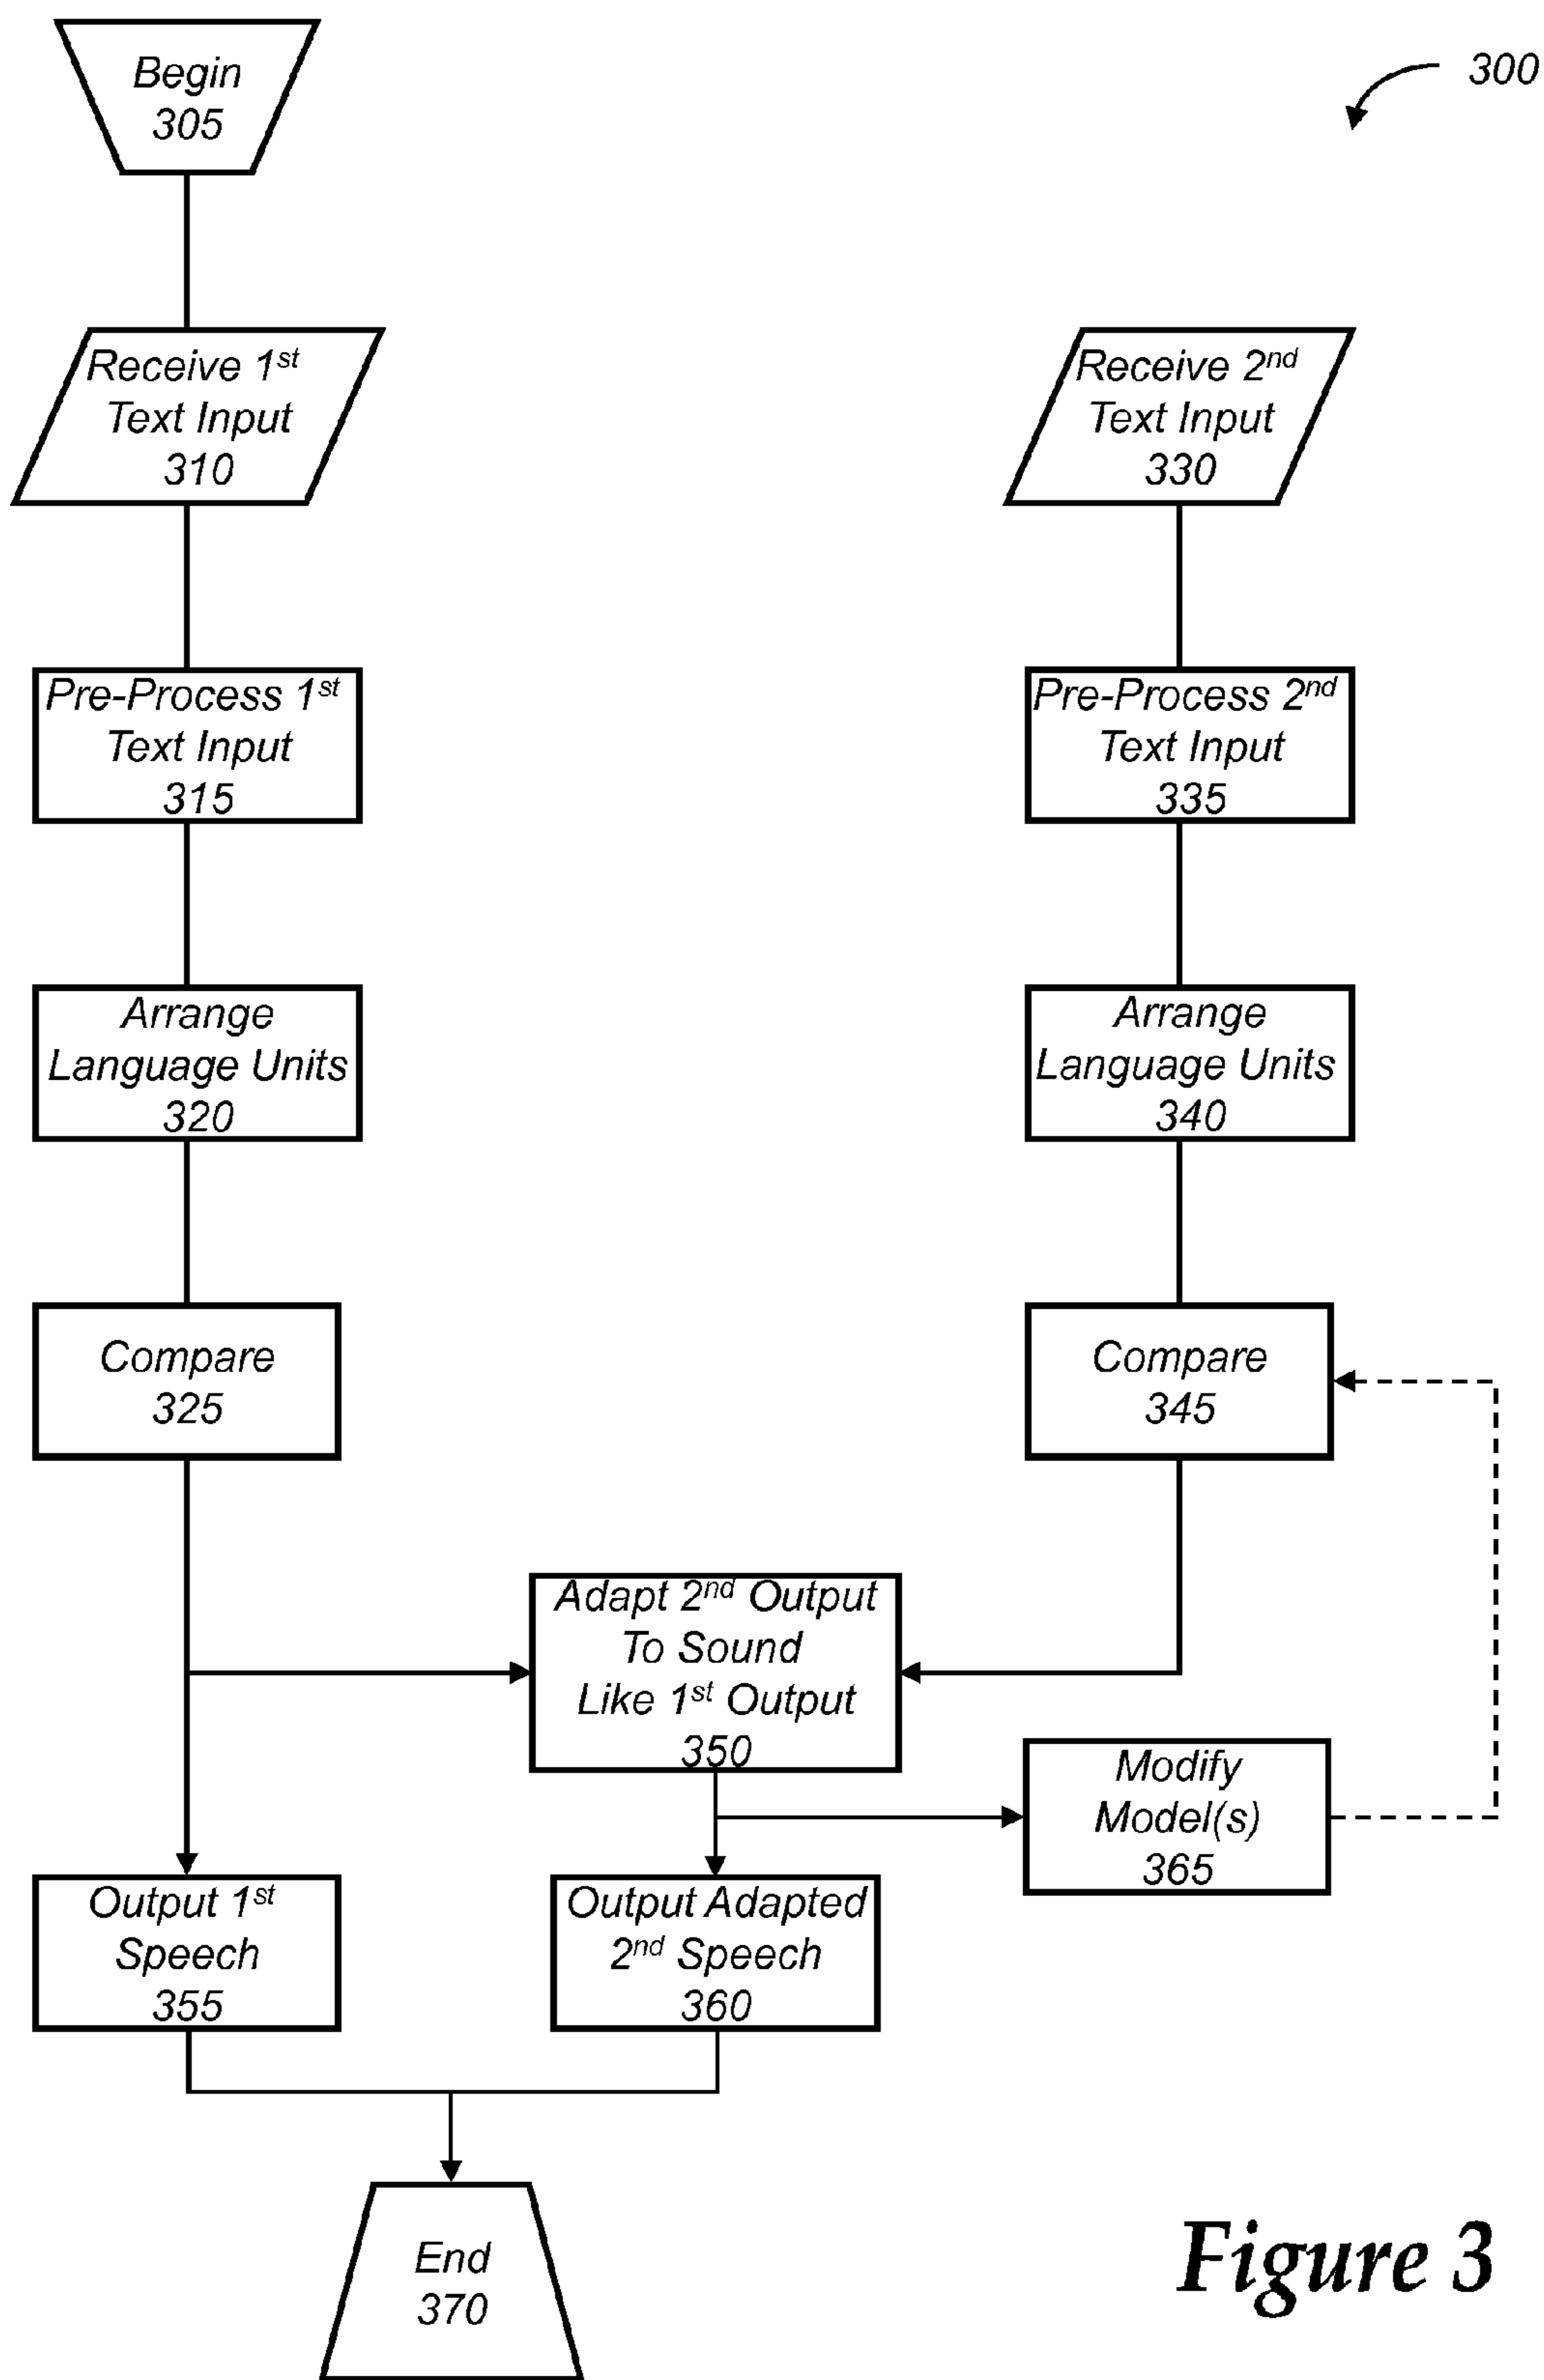 Begin
305
300
Receive 1st
Text Input
310
Receive 2nd
Text Input
330
Pre-Process 1st
Text Input
315
Pre-Process 2nd
Text Input
335
Arrange
Language Units
320
Arrange
Language Units
340
Compare
325
Compare
345
Adapt 2nd Output
To Sound
Like 1st Output
350
Modify
Model(s)
365
Output 1st
Speech
355
Output Adapted
2nd Speech
360
End
370
Figure 3